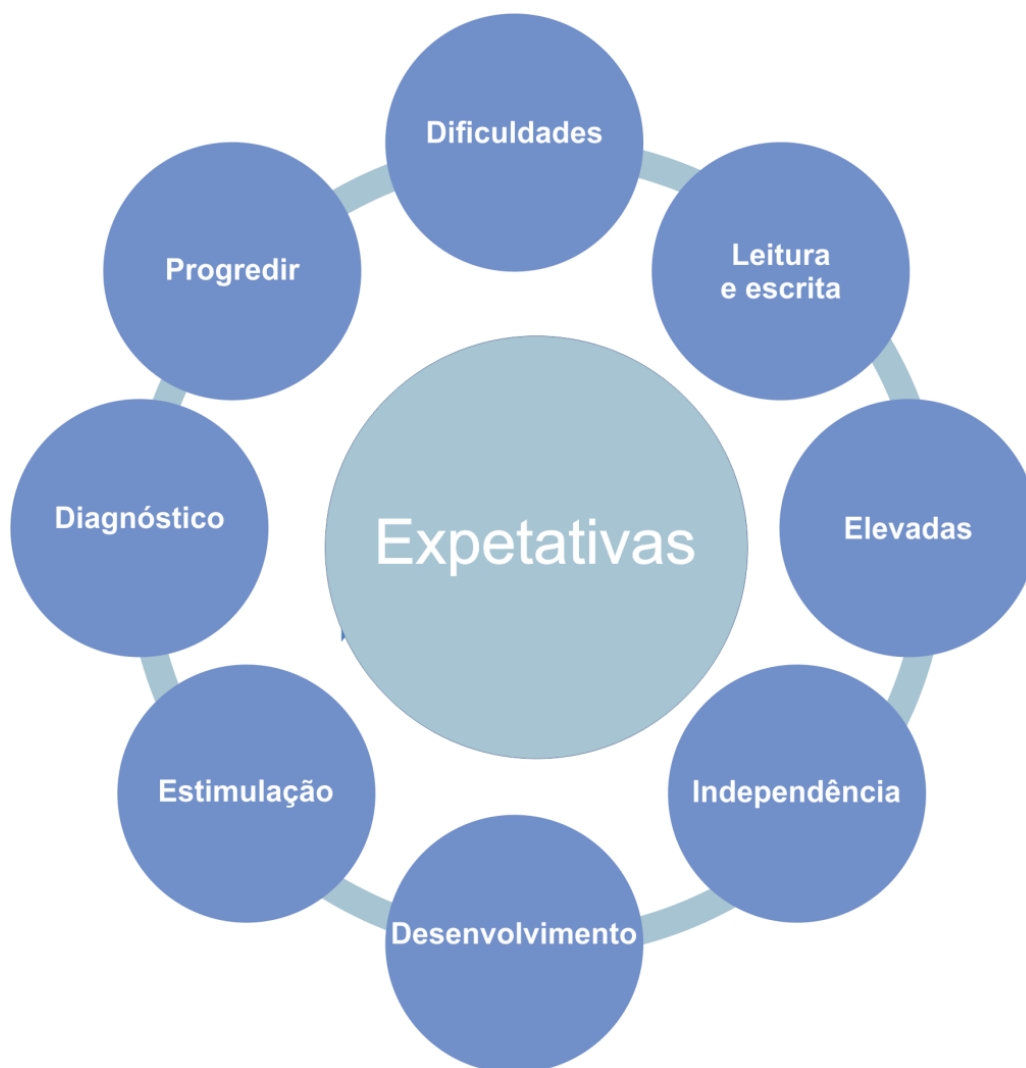 Dificuldades
Leitura
e escrita
Progredir
Diagnóstico
Expetativas
Elevadas
Estimulação
Independência
Desenvolvimento